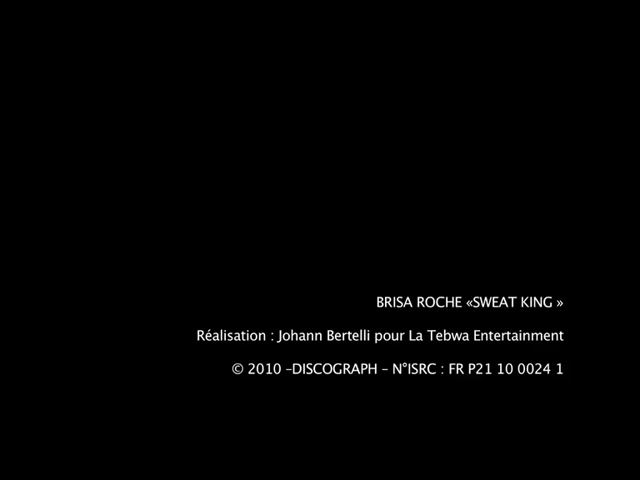 BRISA ROCHE «SWEAT KING »
Réalisation : Johann Bertelli pour La Tebwa Entertainment
© 2010 –DISCOGRAPH – N°ISRC : FR P21 10 0024 1